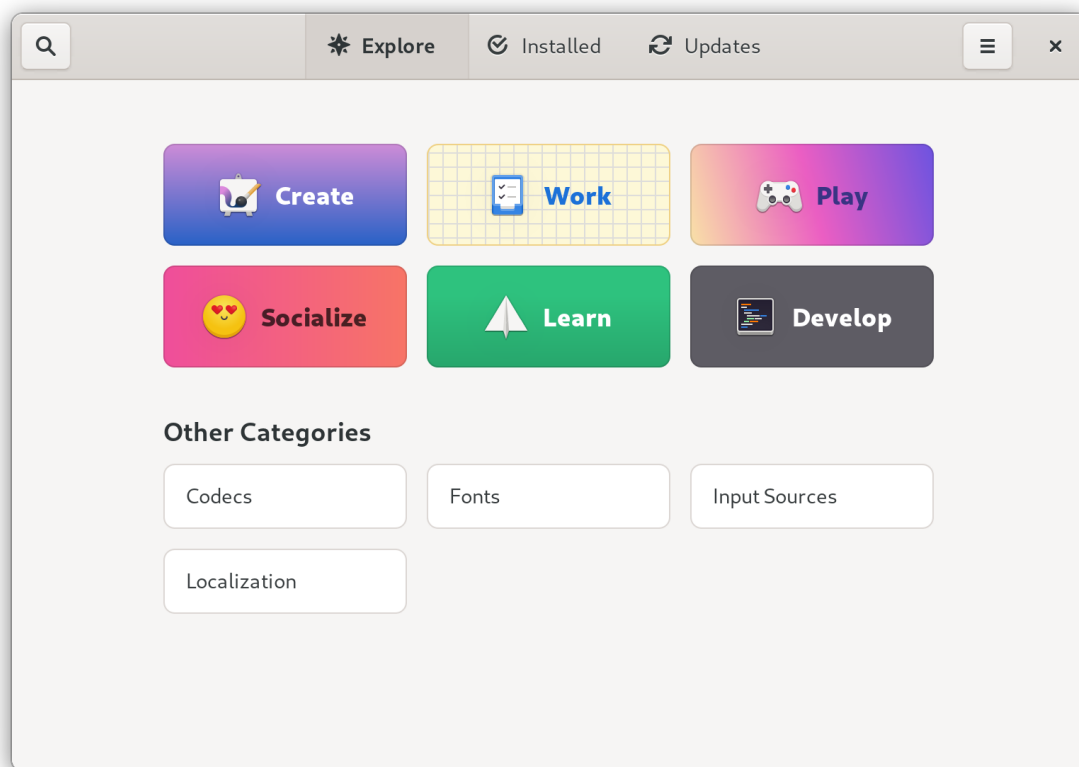 Explore Installed Updates
Create Work Play
Socialize Learn Develop
Other Categories
Codecs Fonts Input Sources
Localization